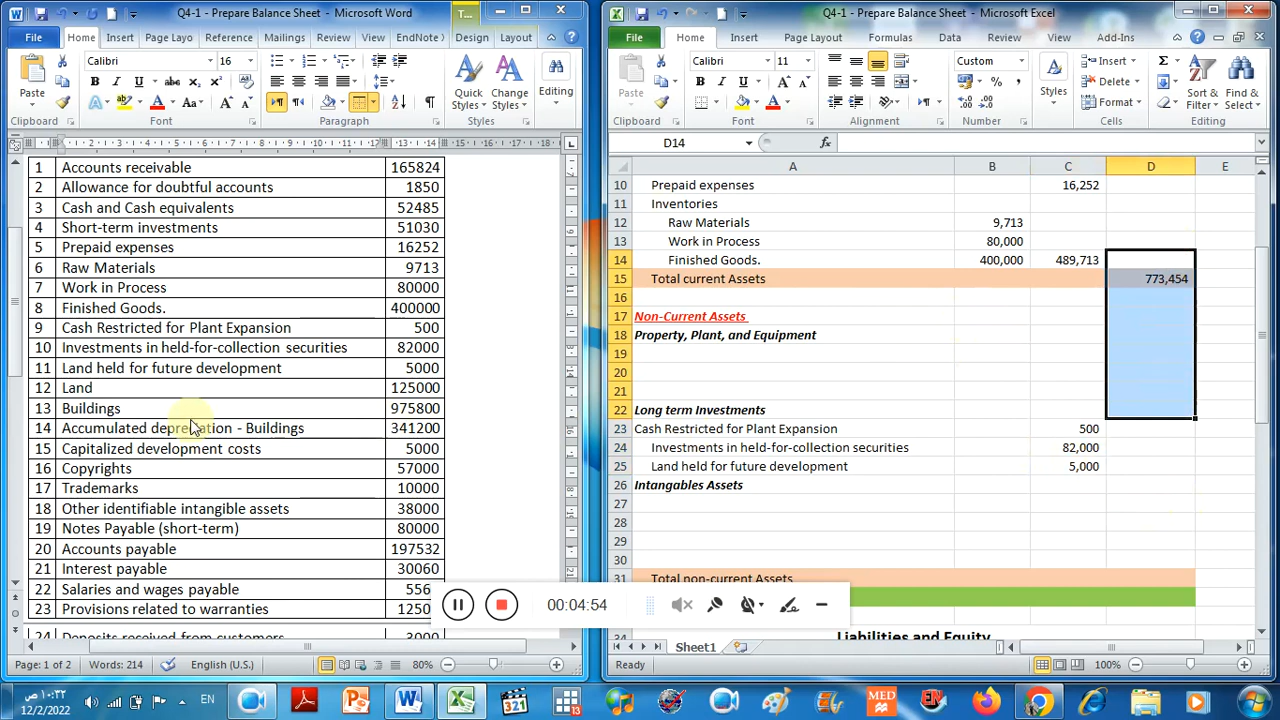 Q4-1 - Prepare Balance Sheet - Microsoft Word
T...
File Home Insert Page Layo Reference Mailings Review View EndNote Design Layout
Calibri 16
Paste
Quick Styles
Change Styles
Editing
Clipboard Font Paragraph Styles
1 Accounts receivable 165824
2 Allowance for doubtful accounts 1850
3 Cash and Cash equivalents 52485
4 Short-term investments 51030
5 Prepaid expenses 16252
6 Raw Materials 9713
7 Work in Process 80000
8 Finished Goods. 400000
9 Cash Restricted for Plant Expansion 500
10 Investments in held-for-collection securities 82000
11 Land held for future development 5000
12 Land 125000
13 Buildings 975800
14 Accumulated depreciation - Buildings 341200
15 Capitalized development costs 5000
16 Copyrights 57000
17 Trademarks 10000
18 Other identifiable intangible assets 38000
19 Notes Payable (short-term) 80000
20 Accounts payable 197532
21 Interest payable 30060
22 Salaries and wages payable 556
23 Provisions related to warranties 1250
24 Deposits received from customers 3000
Page: 1 of 2 Words: 214 English (U.S.) 80%
Q4-1 - Prepare Balance Sheet - Microsoft Excel
File Home Insert Page Layout Formulas Data Review View Add-Ins
Calibri 11 Custom
Paste
Styles
Insert
Delete
Format
Sort & Filter
Find & Select
Clipboard Font Alignment Number Cells Editing
D14 fx
A B C D E
10 Prepaid expenses 16,252
11 Inventories
12 Raw Materials 9,713
13 Work in Process 80,000
14 Finished Goods. 400,000 489,713
15 Total current Assets 773,454
16
17 Non-Current Assets
18 Property, Plant, and Equipment
19
20
21
22 Long term Investments
23 Cash Restricted for Plant Expansion 500
24 Investments in held-for-collection securities 82,000
25 Land held for future development 5,000
26 Intangables Assets
27
28
29
30
31 Total non-current Assets
34 Liabilities and Equity
Sheet1
Ready 100%
00:04:54
١٠:٣٢ ص
12/2/2022
EN
321
MED